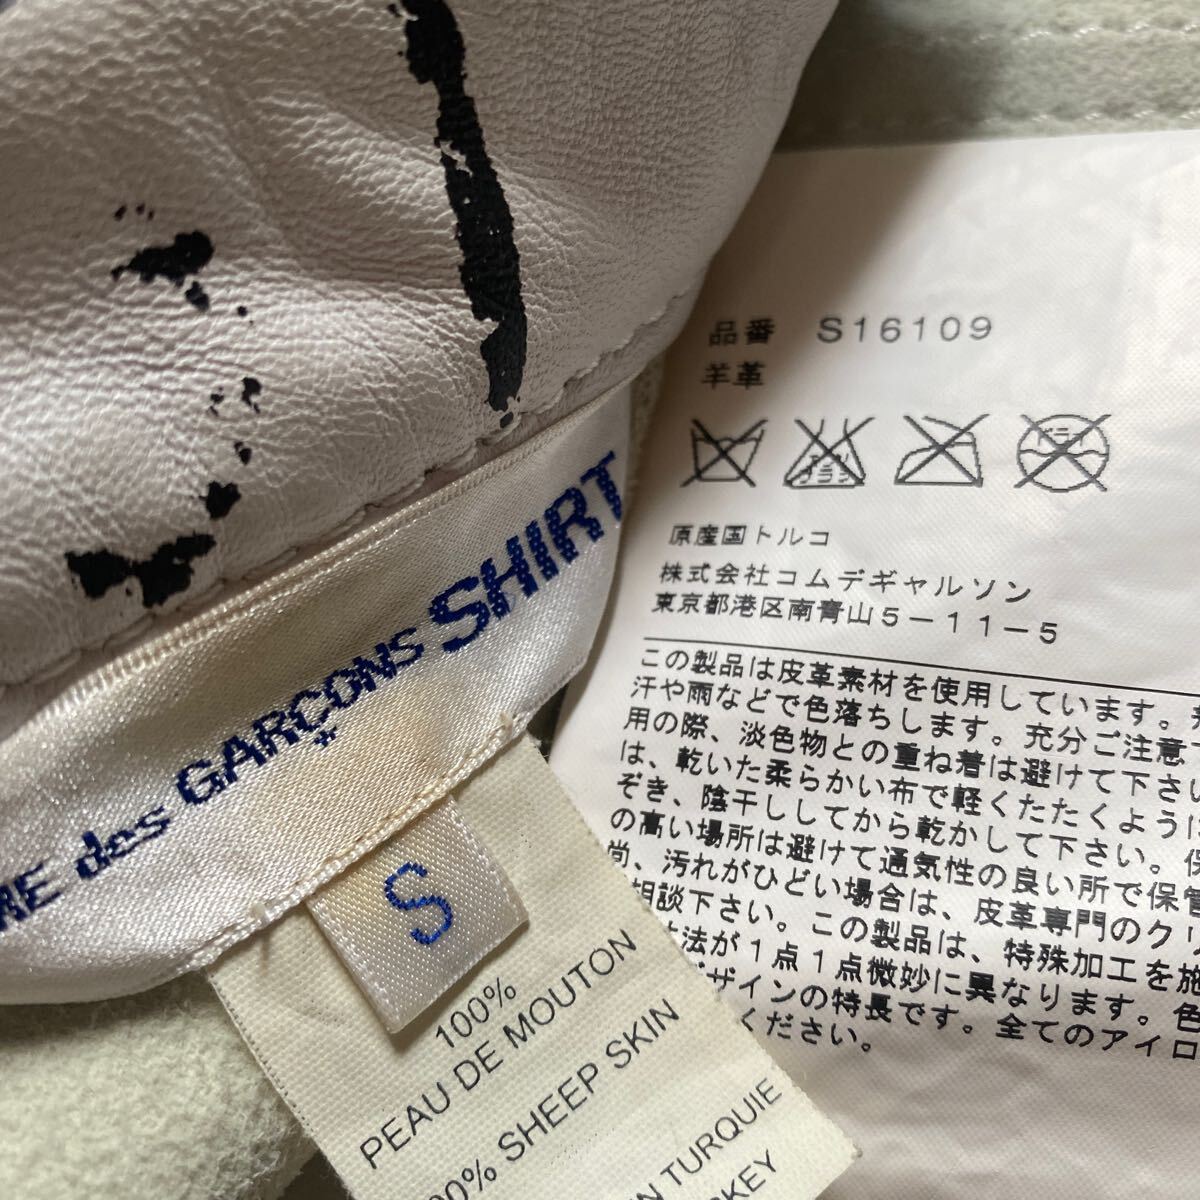 ME des GARÇONS SHIRT
S
100%
PEAU DE MOUTON
SHEEP SKIN
TURQUIE
品番 S16109
羊革
ドライ
原産国トルコ
株式会社コムデギャルソン
東京都港区南青山5-11-5
この製品は皮革素材を使用しています。
汗や雨などで色落ちします。充分ご注意
用の際、淡色物との重ね着は避けて下さい
は、乾いた柔らかい布で軽くたたくように
ぞき、陰干ししてから乾かして下さい。保
の高い場所は避けて通気性の良い所で保管
尚、汚れがひどい場合は、皮革専門のクリ
相談下さい。この製品は、特殊加工を施
法が1点1点微妙に異なります。色
ザインの特長です。全てのアイロ
ください。